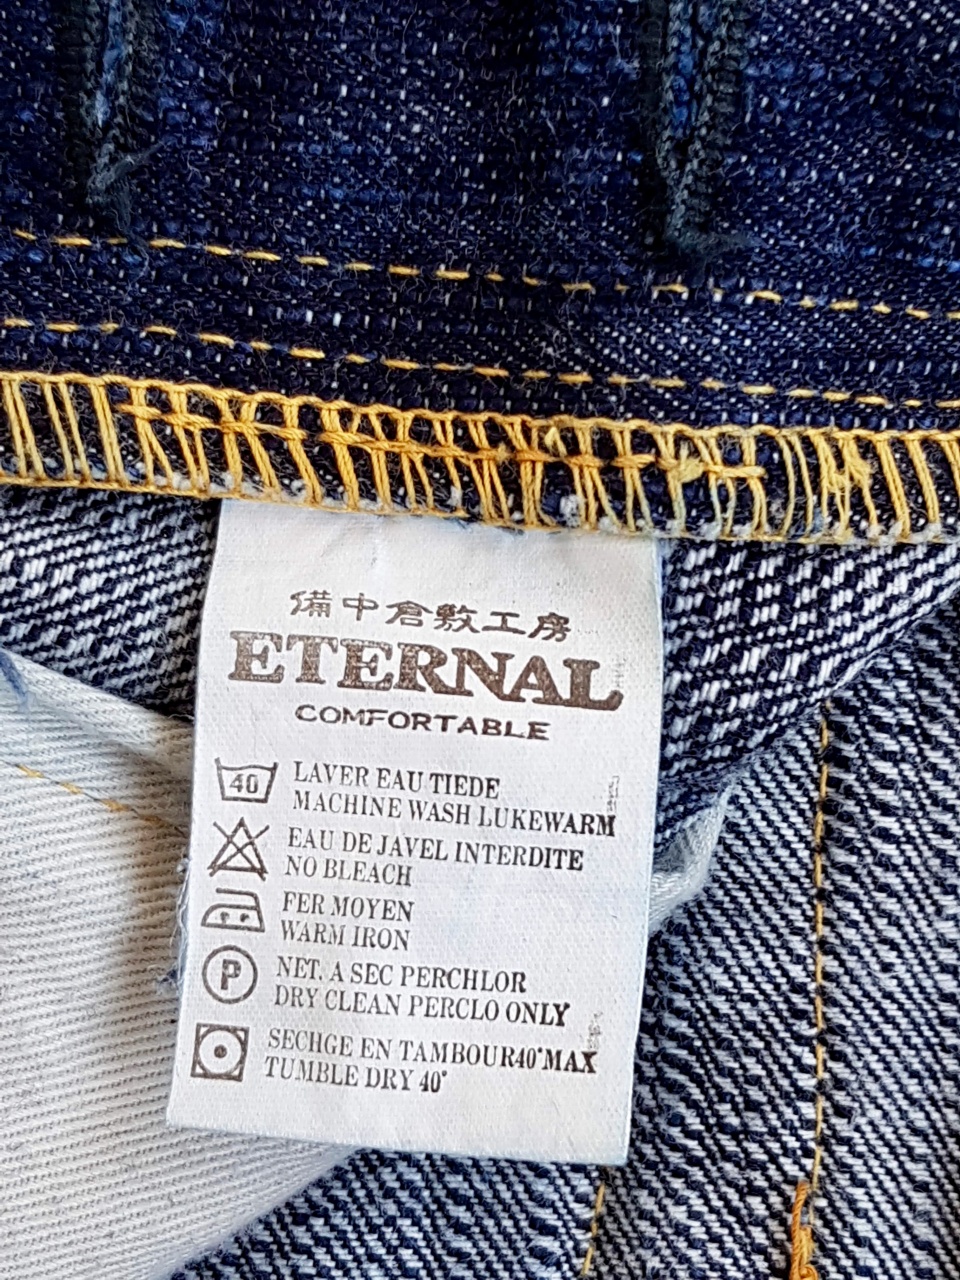 備中倉敷工房
ETERNAL
COMFORTABLE
40
LAVER EAU TIEDE
MACHINE WASH LUKEWARM
EAU DE JAVEL INTERDITE
NO BLEACH
FER MOYEN
WARM IRON
P
NET. A SEC PERCHLOR
DRY CLEAN PERCLO ONLY
SECHGE EN TAMBOUR40°MAX
TUMBLE DRY 40°